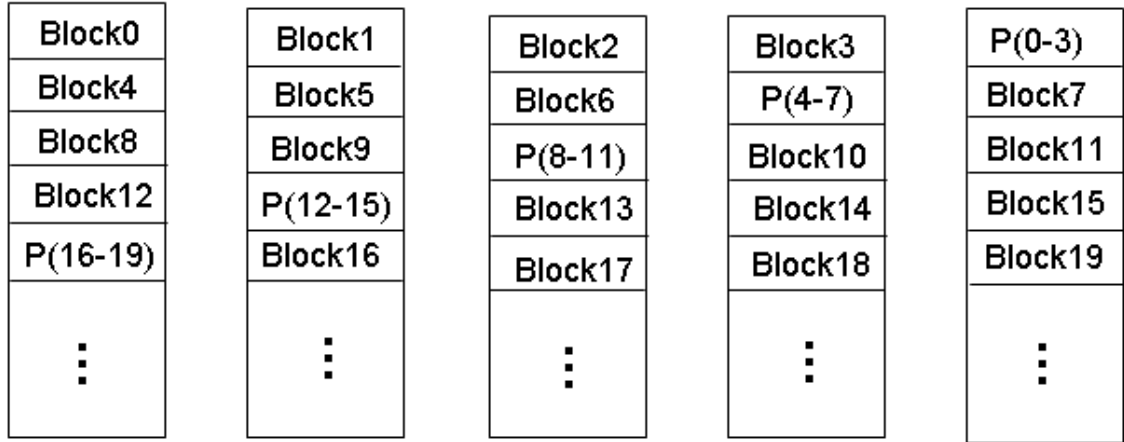 Block0 Block1 Block2 Block3 P(0-3)
Block4 Block5 Block6 P(4-7) Block7
Block8 Block9 P(8-11) Block10 Block11
Block12 P(12-15) Block13 Block14 Block15
P(16-19) Block16 Block17 Block18 Block19